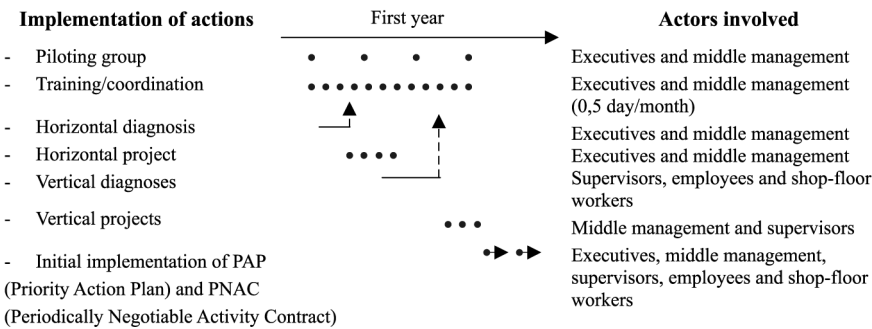 Implementation of actions First year Actors involved
- Piloting group Executives and middle management
- Training/coordination Executives and middle management
(0,5 day/month)
- Horizontal diagnosis Executives and middle management
- Horizontal project Executives and middle management
- Vertical diagnoses Supervisors, employees and shop-floor
workers
- Vertical projects Middle management and supervisors
- Initial implementation of PAP Executives, middle management,
(Priority Action Plan) and PNAC supervisors, employees and shop-floor
(Periodically Negotiable Activity Contract) workers